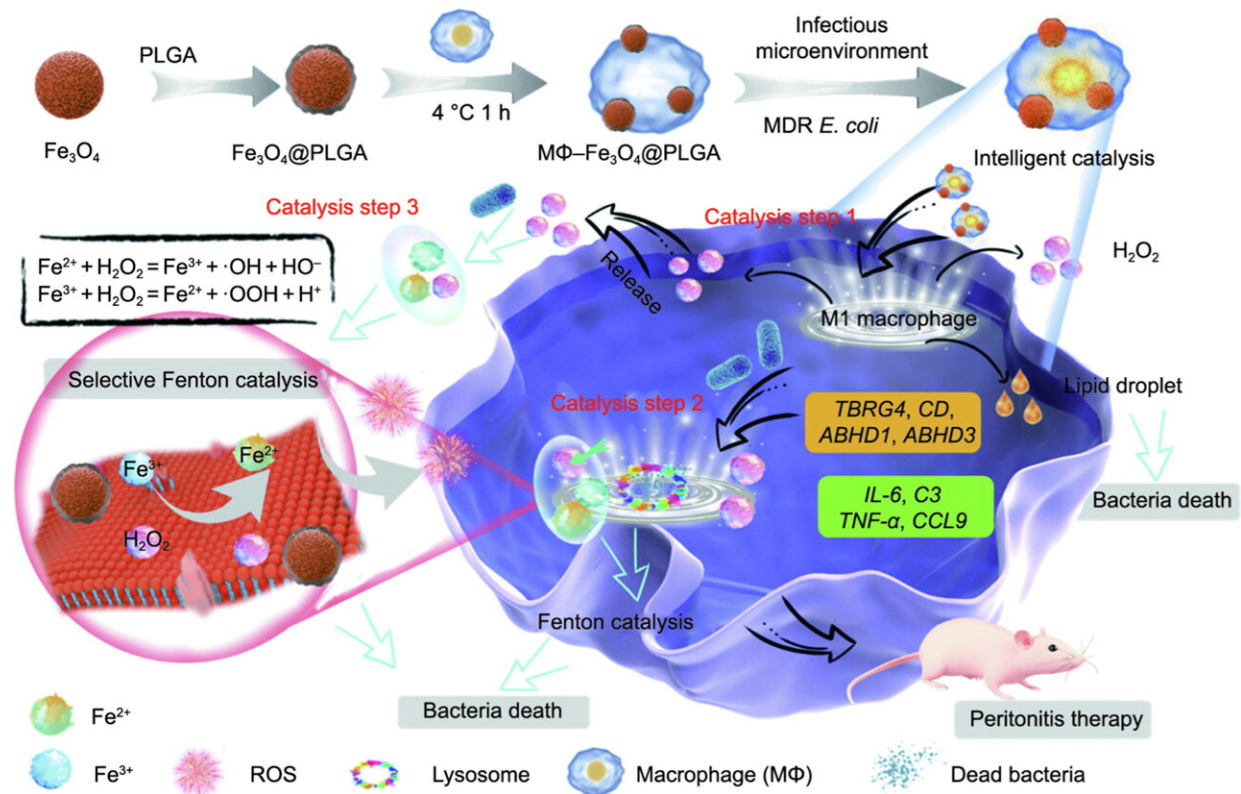 PLGA
4 °C 1 h
Infectious
microenvironment
MDR E. coli
Fe₃O₄
Fe₃O₄@PLGA
MΦ–Fe₃O₄@PLGA
Intelligent catalysis
Catalysis step 3
Catalysis step 1
Fe²⁺ + H₂O₂ = Fe³⁺ + ·OH + HO⁻
Fe³⁺ + H₂O₂ = Fe²⁺ + ·OOH + H⁺
Release
H₂O₂
M1 macrophage
Selective Fenton catalysis
Lipid droplet
Catalysis step 2
TBRG4, CD,
ABHD1, ABHD3
Fe³⁺
Fe²⁺
H₂O₂
IL-6, C3
TNF-α, CCL9
Bacteria death
Fenton catalysis
Bacteria death
Peritonitis therapy
Fe²⁺
Fe³⁺
ROS
Lysosome
Macrophage (MΦ)
Dead bacteria